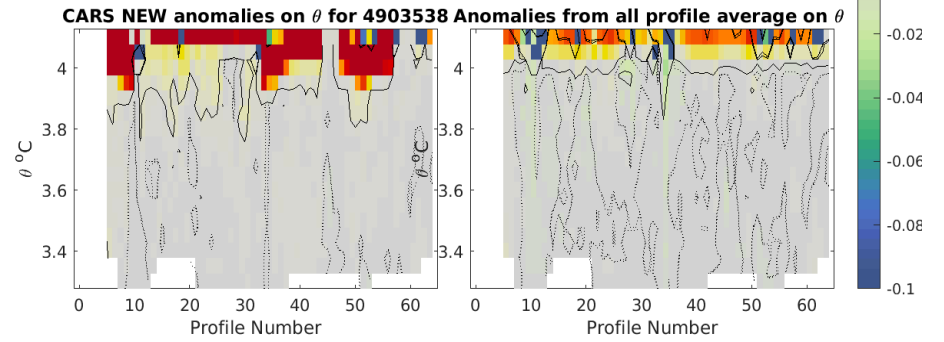 CARS NEW anomalies on θ for 4903538 Anomalies from all profile average on θ
4
3.8
3.6
3.4
θ °C
0 10 20 30 40 50 60
Profile Number
4
3.8
3.6
3.4
θ °C
0 10 20 30 40 50 60
Profile Number
-0.02
-0.04
-0.06
-0.08
-0.1